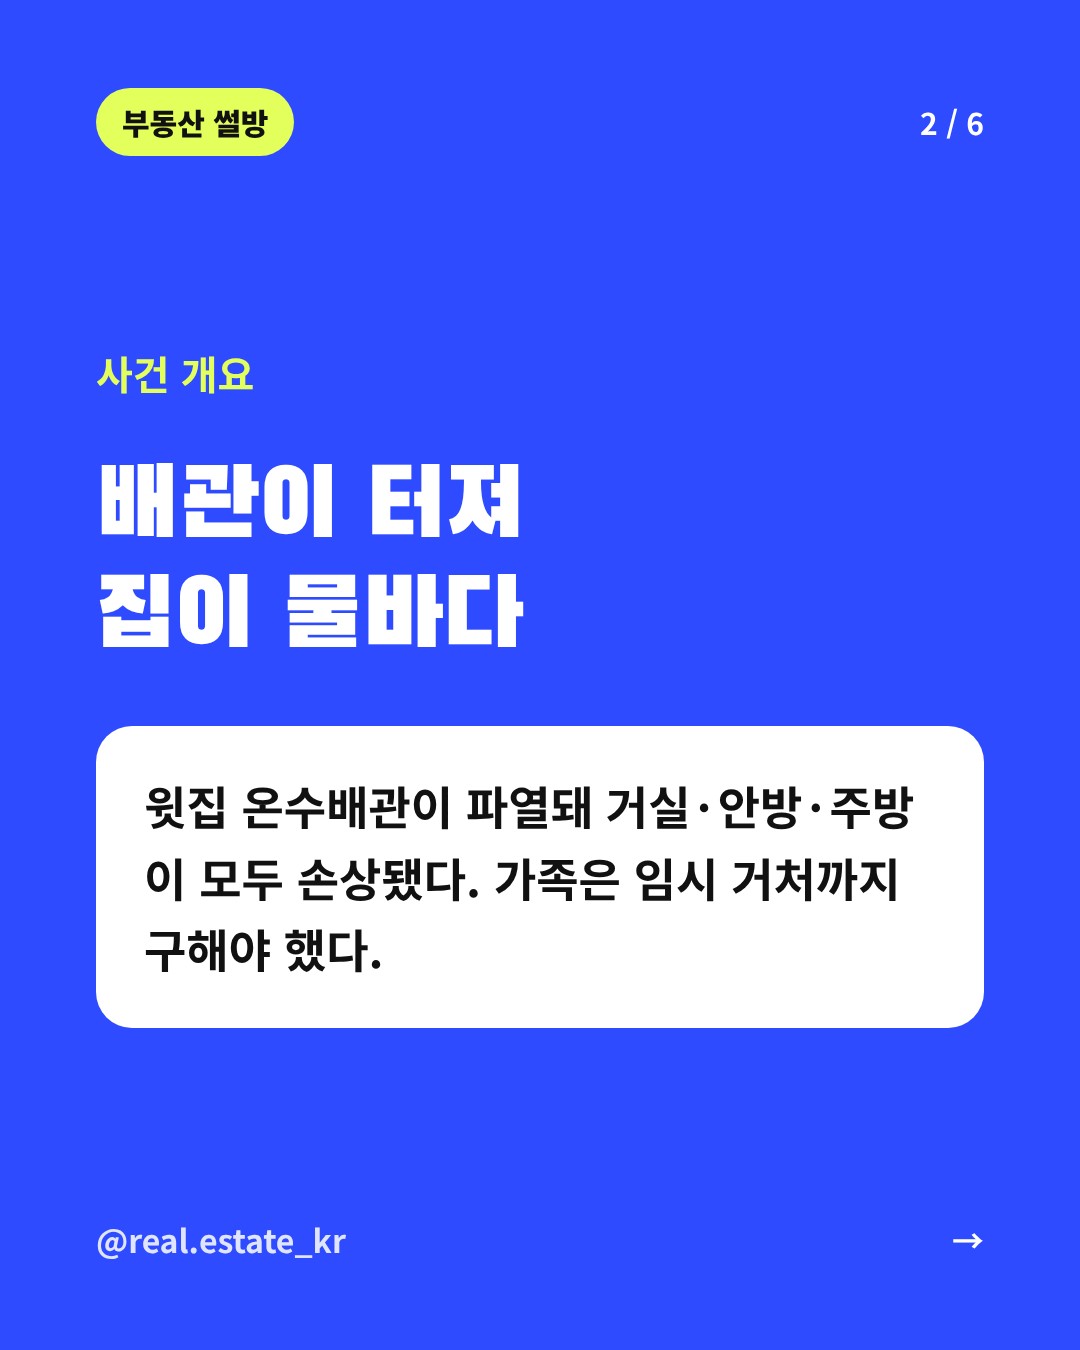 부동산 썰방
2 / 6
사건 개요
배관이 터져
집이 물바다
윗집 온수배관이 파열돼 거실·안방·주방
이 모두 손상됐다. 가족은 임시 거처까지
구해야 했다.
@real.estate_kr
→